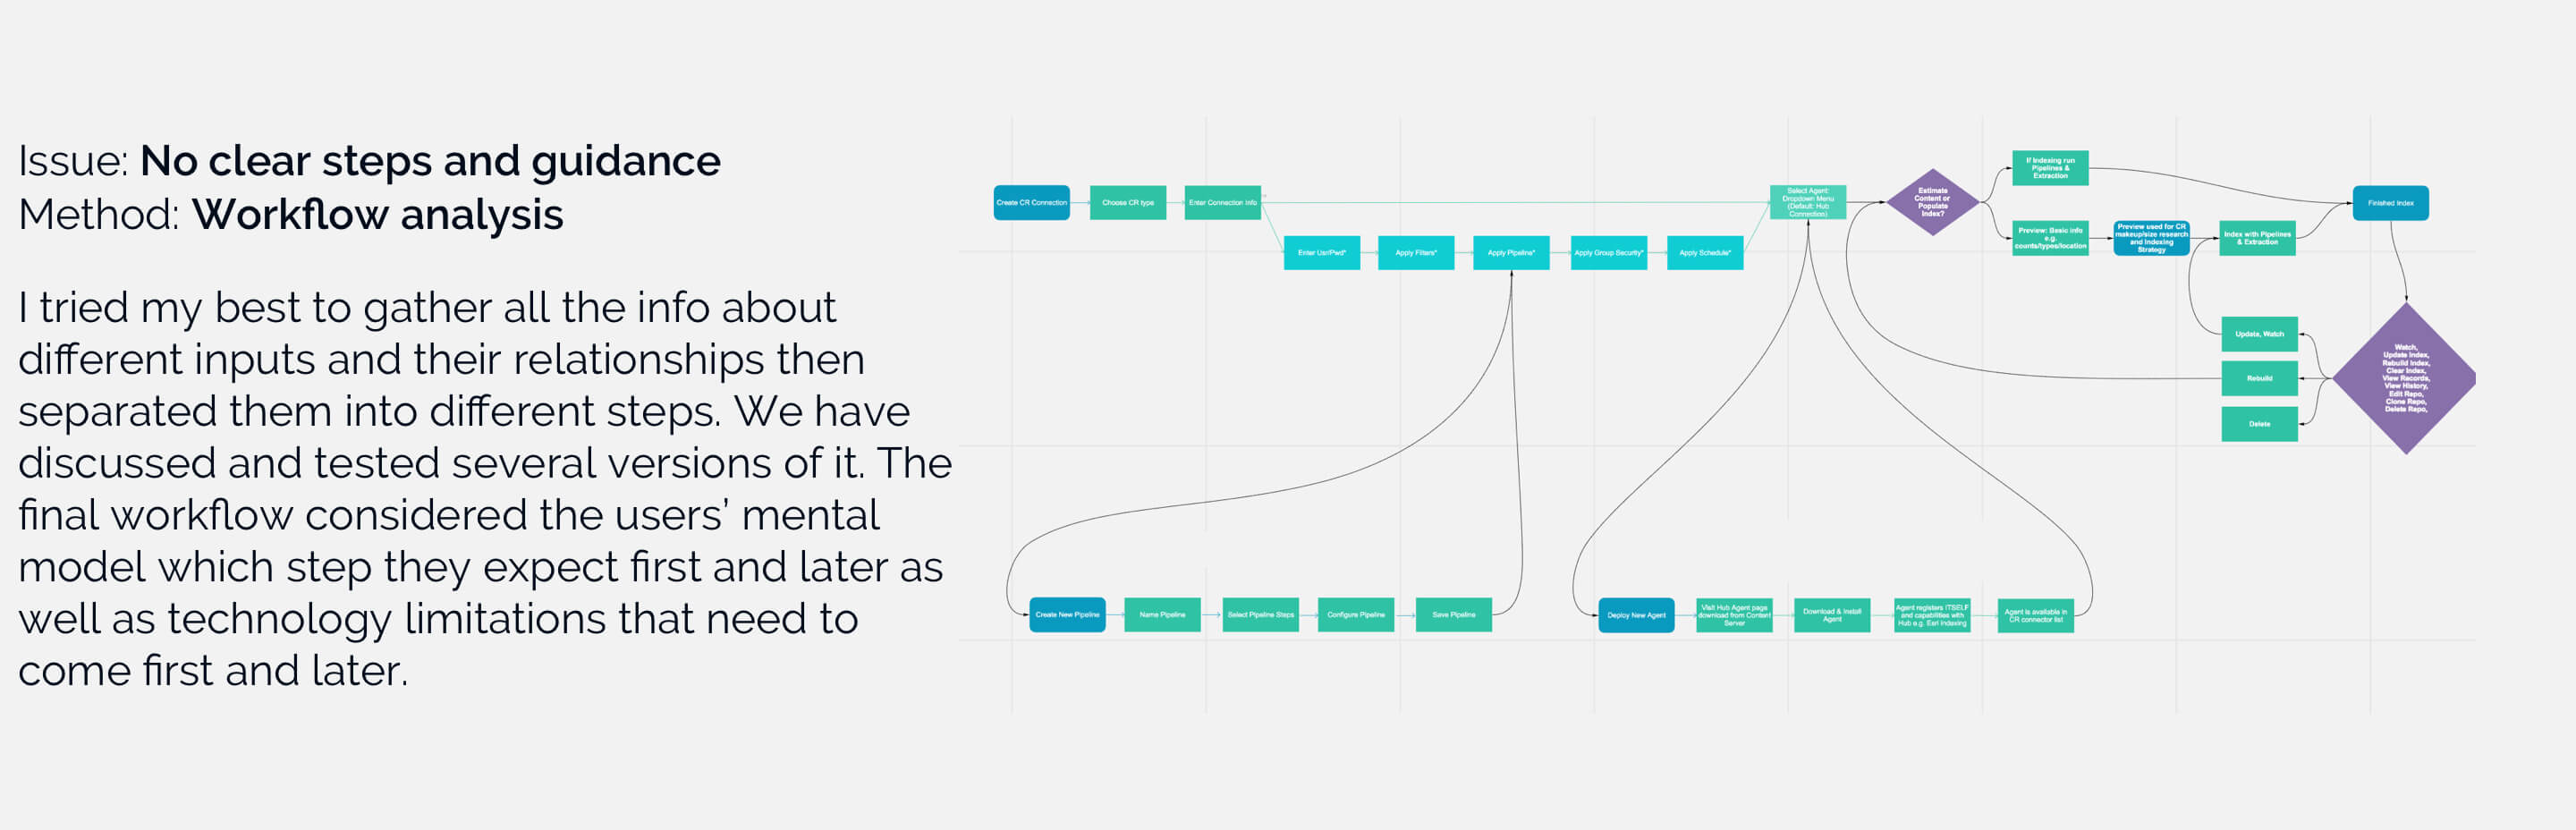 Issue: No clear steps and guidance
Method: Workflow analysis
I tried my best to gather all the info about
different inputs and their relationships then
separated them into different steps. We have
discussed and tested several versions of it. The
final workflow considered the users’ mental
model which step they expect first and later as
well as technology limitations that need to
come first and later.
Create CR Connection
Choose CR type
Enter Connection Info
Enter Usr/Pwd*
Apply Filters*
Apply Pipeline*
Apply Group Security*
Apply Schedule*
Select Agent:
Dropdown Menu
(Default: Hub
Connection)
Estimate
Content or
Populate
Index?
If Indexing run
Pipelines &
Extraction
Preview: Basic info
e.g.
counts/types/location
Preview used for CR
makeup/size research
and Indexing
Strategy
Index with Pipelines
& Extraction
Finished Index
Watch,
Update Index,
Rebuild Index,
Clear Index,
View Records,
View History,
Edit Repo,
Clone Repo,
Delete Repo,
Update, Watch
Rebuild
Delete
Create New Pipeline
Name Pipeline
Select Pipeline Steps
Configure Pipeline
Save Pipeline
Deploy New Agent
Visit Hub Agent page
download from Content
Server
Download & Install
Agent
Agent registers ITSELF
and capabilities with
Hub e.g. Esri Indexing
Agent is available in
CR connector list